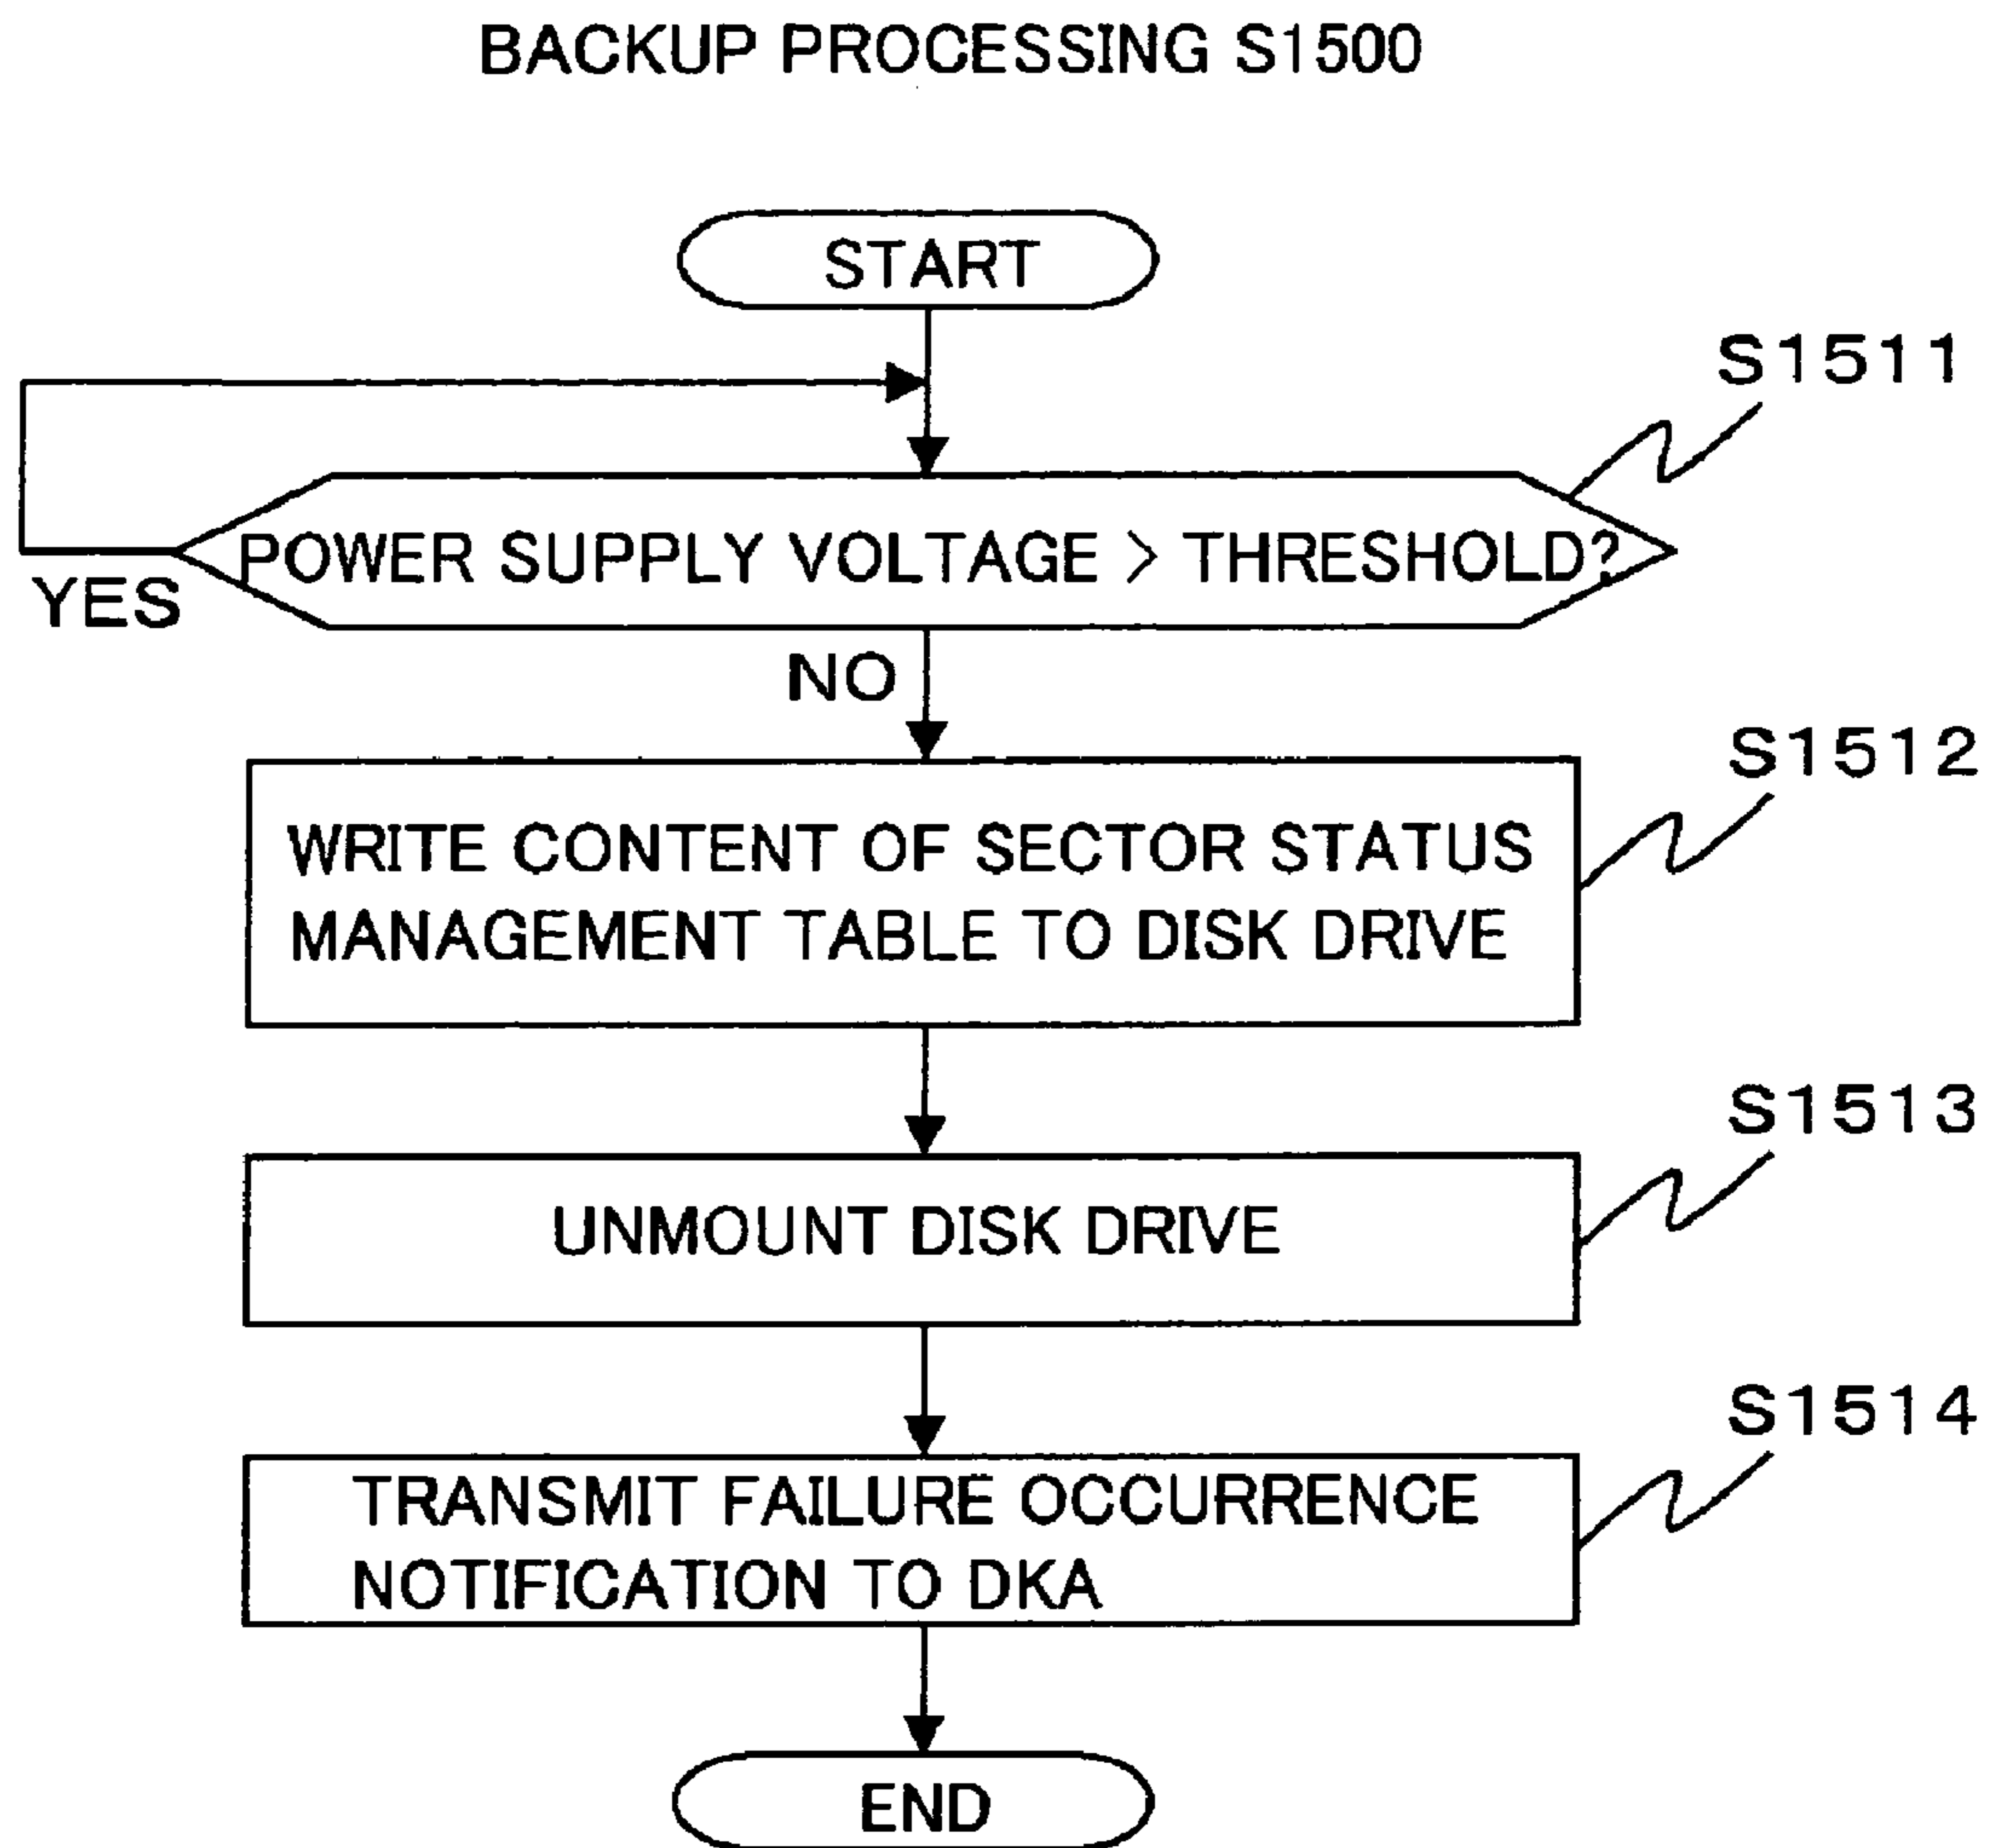 BACKUP PROCESSING S1500
START
S1511
POWER SUPPLY VOLTAGE > THRESHOLD?
YES
NO
S1512
WRITE CONTENT OF SECTOR STATUS
MANAGEMENT TABLE TO DISK DRIVE
S1513
UNMOUNT DISK DRIVE
S1514
TRANSMIT FAILURE OCCURRENCE
NOTIFICATION TO DKA
END